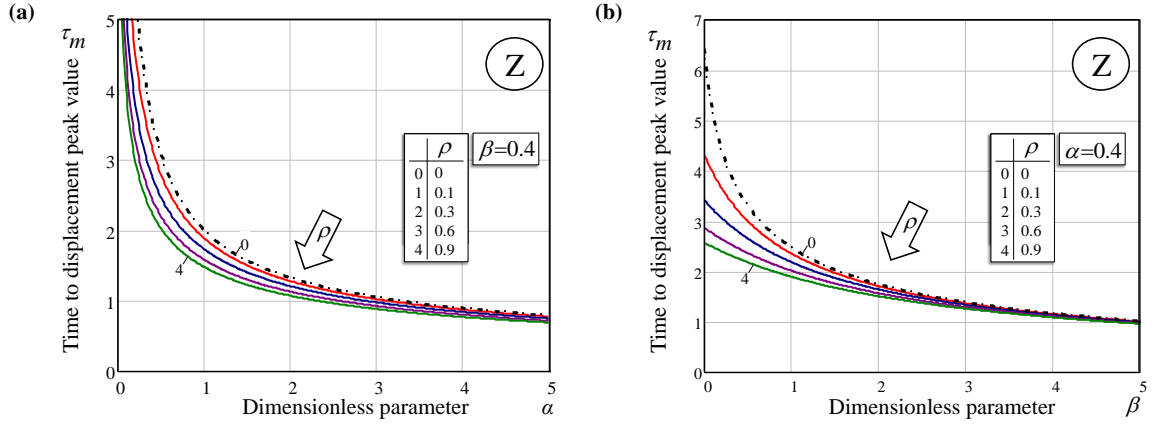 (a)
τm
Time to displacement peak value
5
4
3
2
1
0
Z
ρ
0 0
1 0.1
2 0.3
3 0.6
4 0.9
β=0.4
ρ
0
4
0 1 2 3 4 5
Dimensionless parameter α
(b)
τm
Time to displacement peak value
7
6
5
4
3
2
1
0
Z
ρ
0 0
1 0.1
2 0.3
3 0.6
4 0.9
α=0.4
ρ
0
4
0 1 2 3 4 5
Dimensionless parameter β